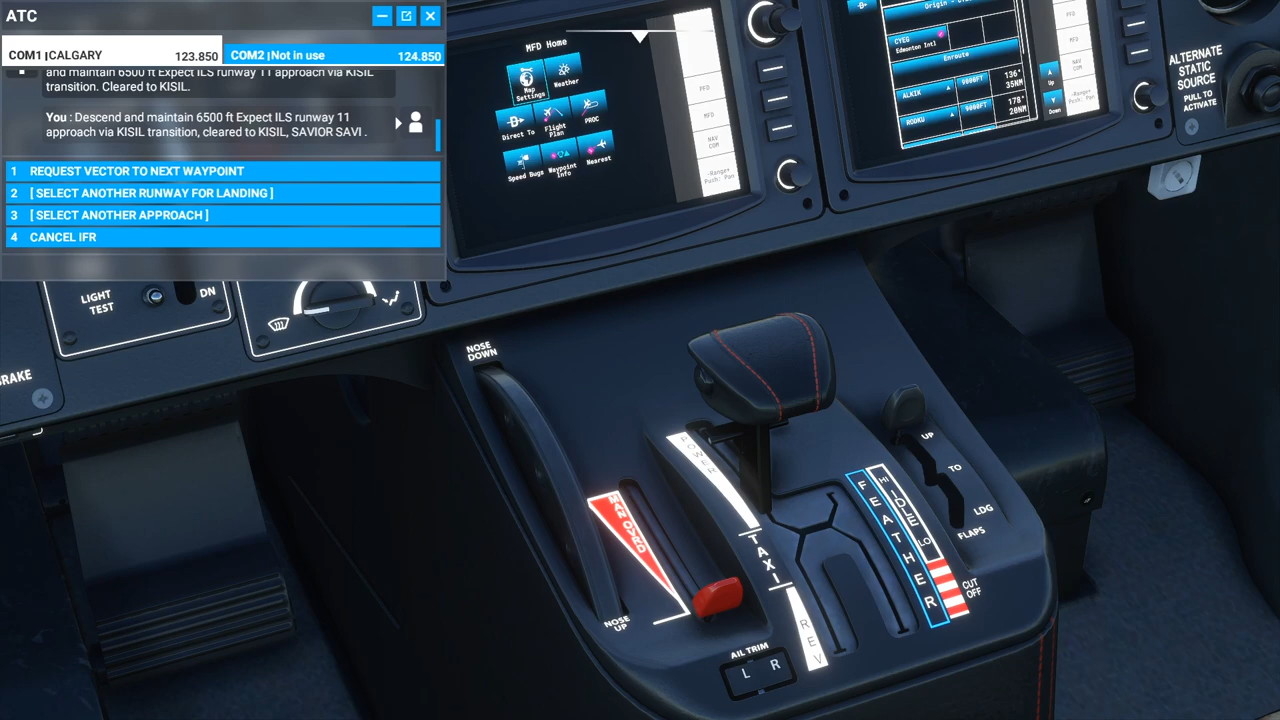 ATC
COM1 |CALGARY
123.850
COM2 |Not in use
124.850
and maintain 6500 ft Expect ILS runway 11 approach via KISIL
transition. Cleared to KISIL.
You : Descend and maintain 6500 ft Expect ILS runway 11
approach via KISIL transition, cleared to KISIL, SAVIOR SAVI .
1 REQUEST VECTOR TO NEXT WAYPOINT
2 [ SELECT ANOTHER RUNWAY FOR LANDING ]
3 [ SELECT ANOTHER APPROACH ]
4 CANCEL IFR
MFD Home
Map
Settings
Weather
Direct To
Flight
Plan
PROC
Speed Bugs
Waypoint
Info
Nearest
PFD
MFD
NAV
COM
-Range+
Push: Pan
CYEG
Edmonton Intl
Enroute
ALKIK
9000FT
136°
35NM
RODKU
9000FT
178°
20NM
Up
Down
MFD
NAV
COM
-Range+
Push: Pan
ALTERNATE
STATIC
SOURCE
PULL TO
ACTIVATE
LIGHT
TEST
DN
BRAKE
NOSE
DOWN
NOSE
UP
MAN OVRD
POWER
TAXI
REV
FEATHER
HI
IDLE
LO
CUT
OFF
UP
TO
LDG
FLAPS
AIL TRIM
L R